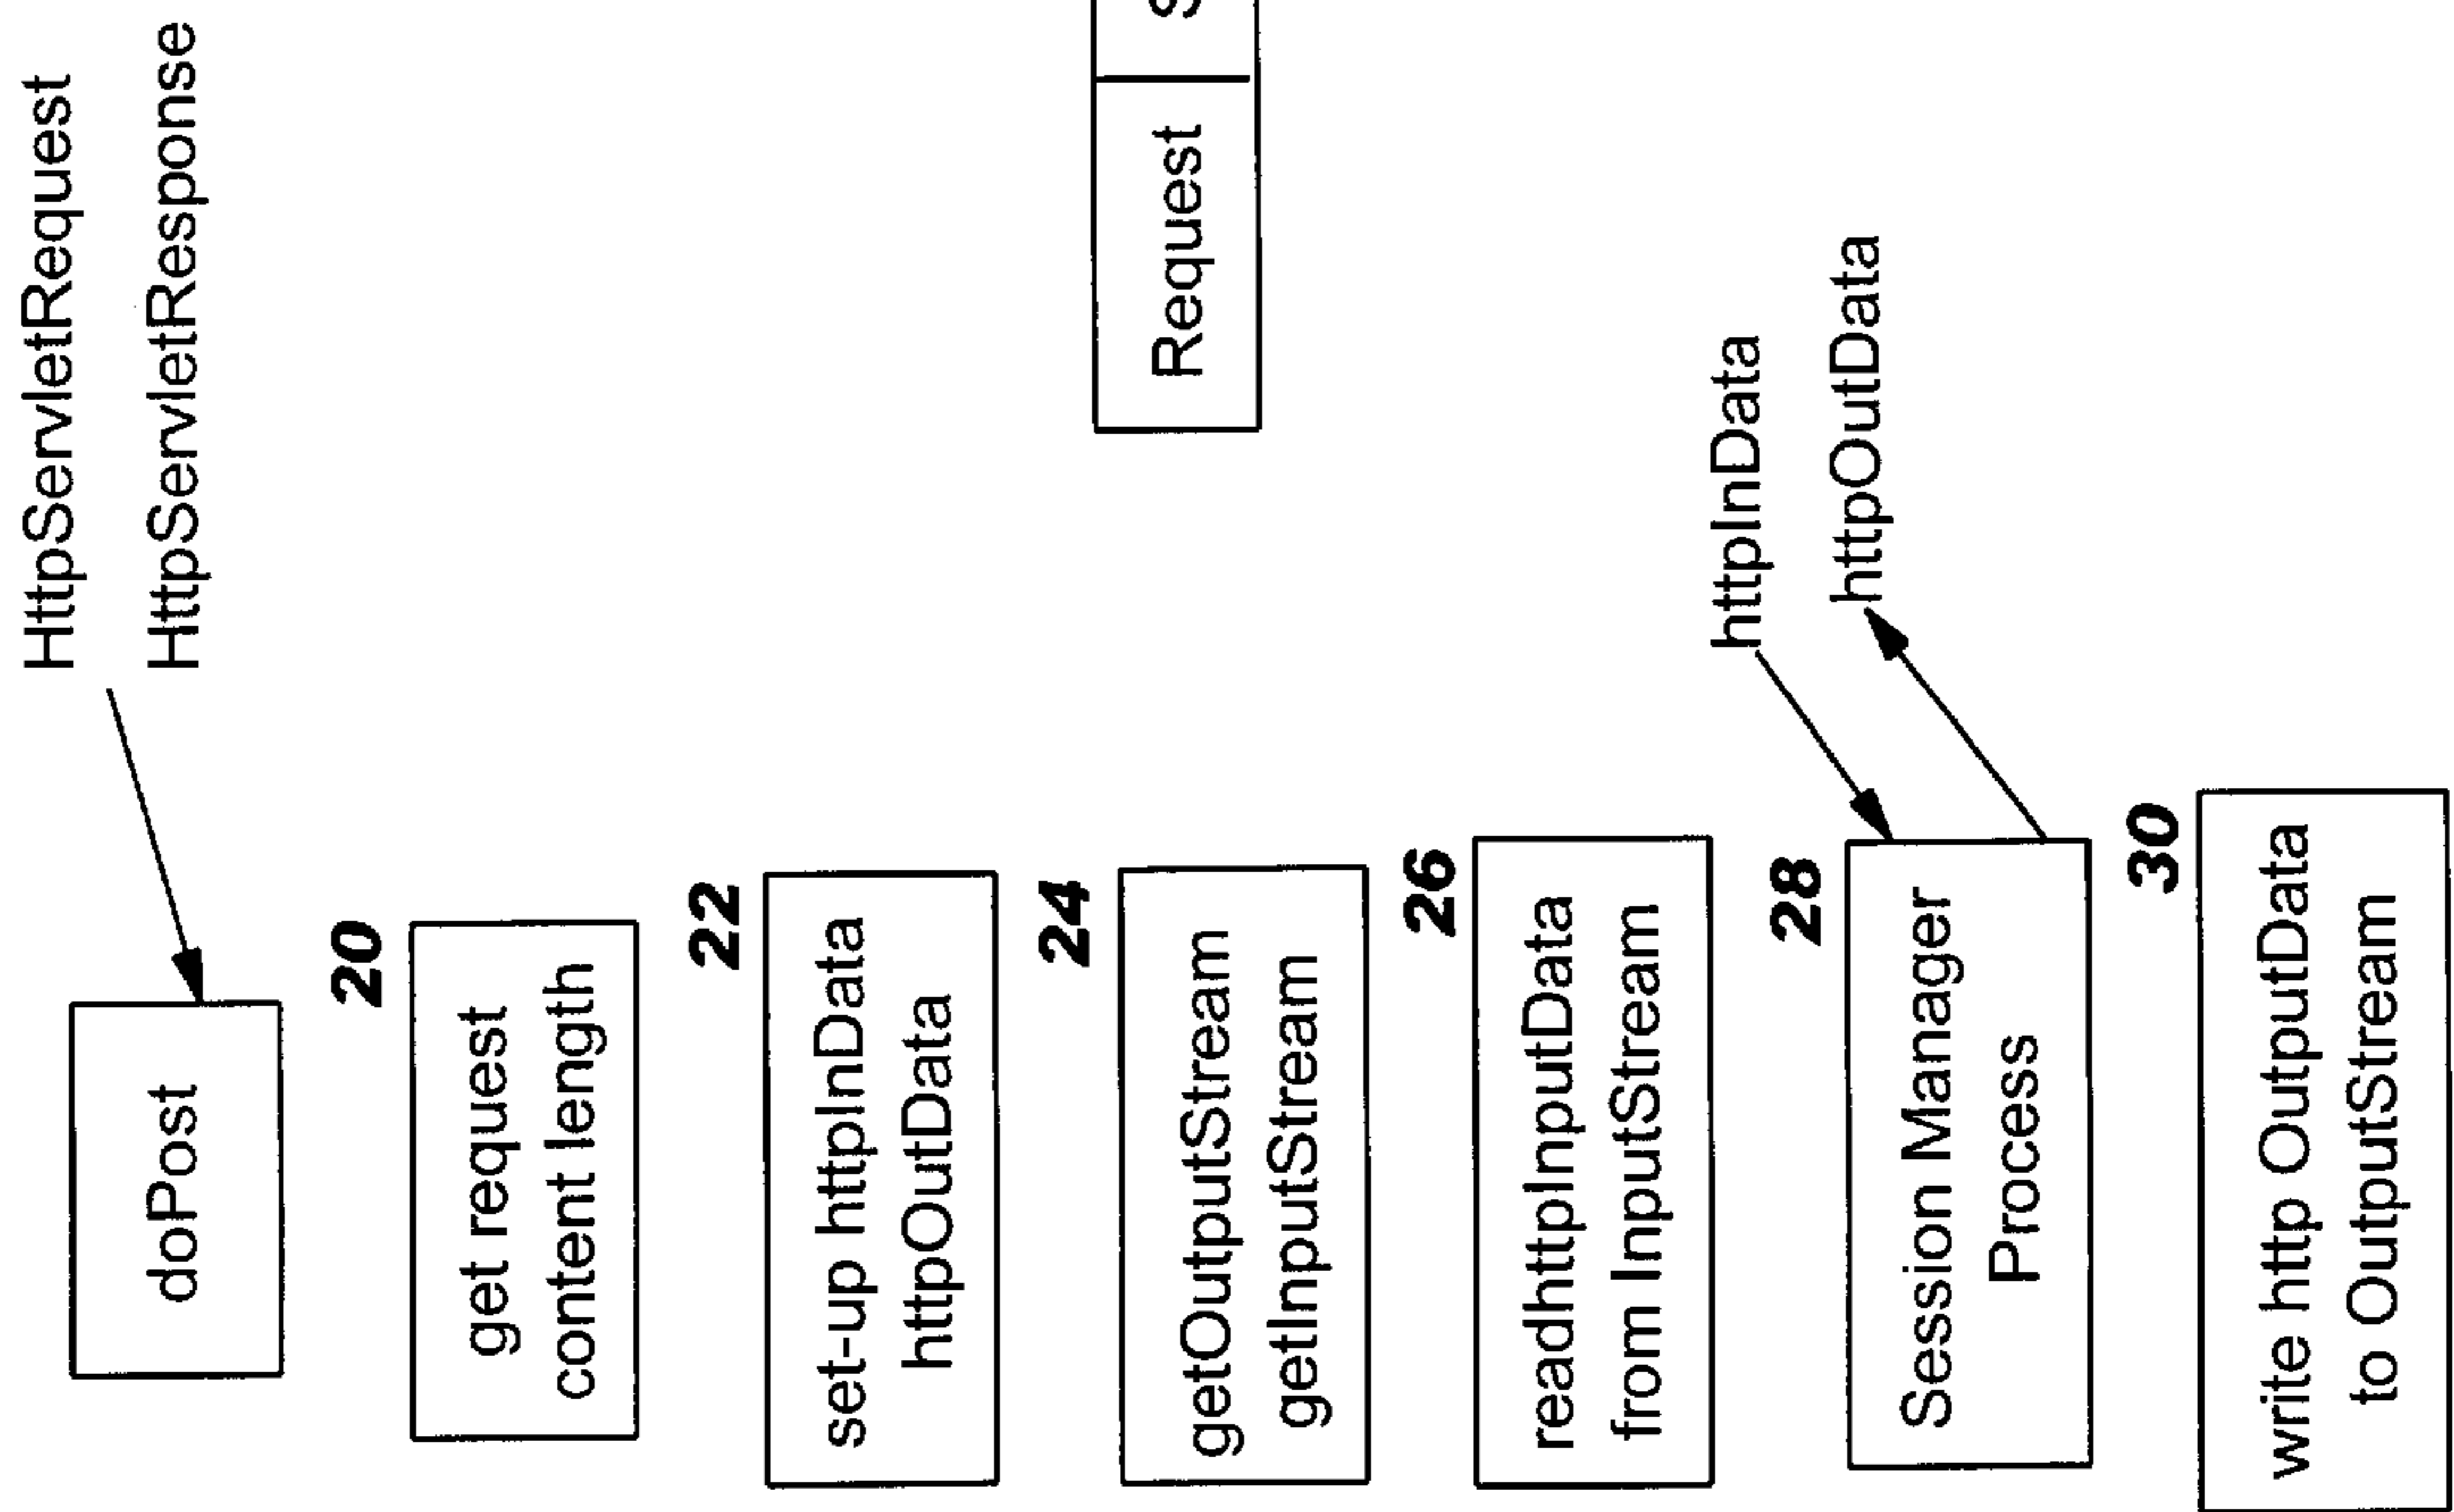 HttpServletRequest
HttpServletResponse
doPost
20
get request
content length
22
set-up httpInData
httpOutData
24
getOutputStream
getInputStream
Request
26
readhttpInputData
from InputStream
httpInData
httpOutData
28
Session Manager
Process
30
write http OutputData
to OutputStream